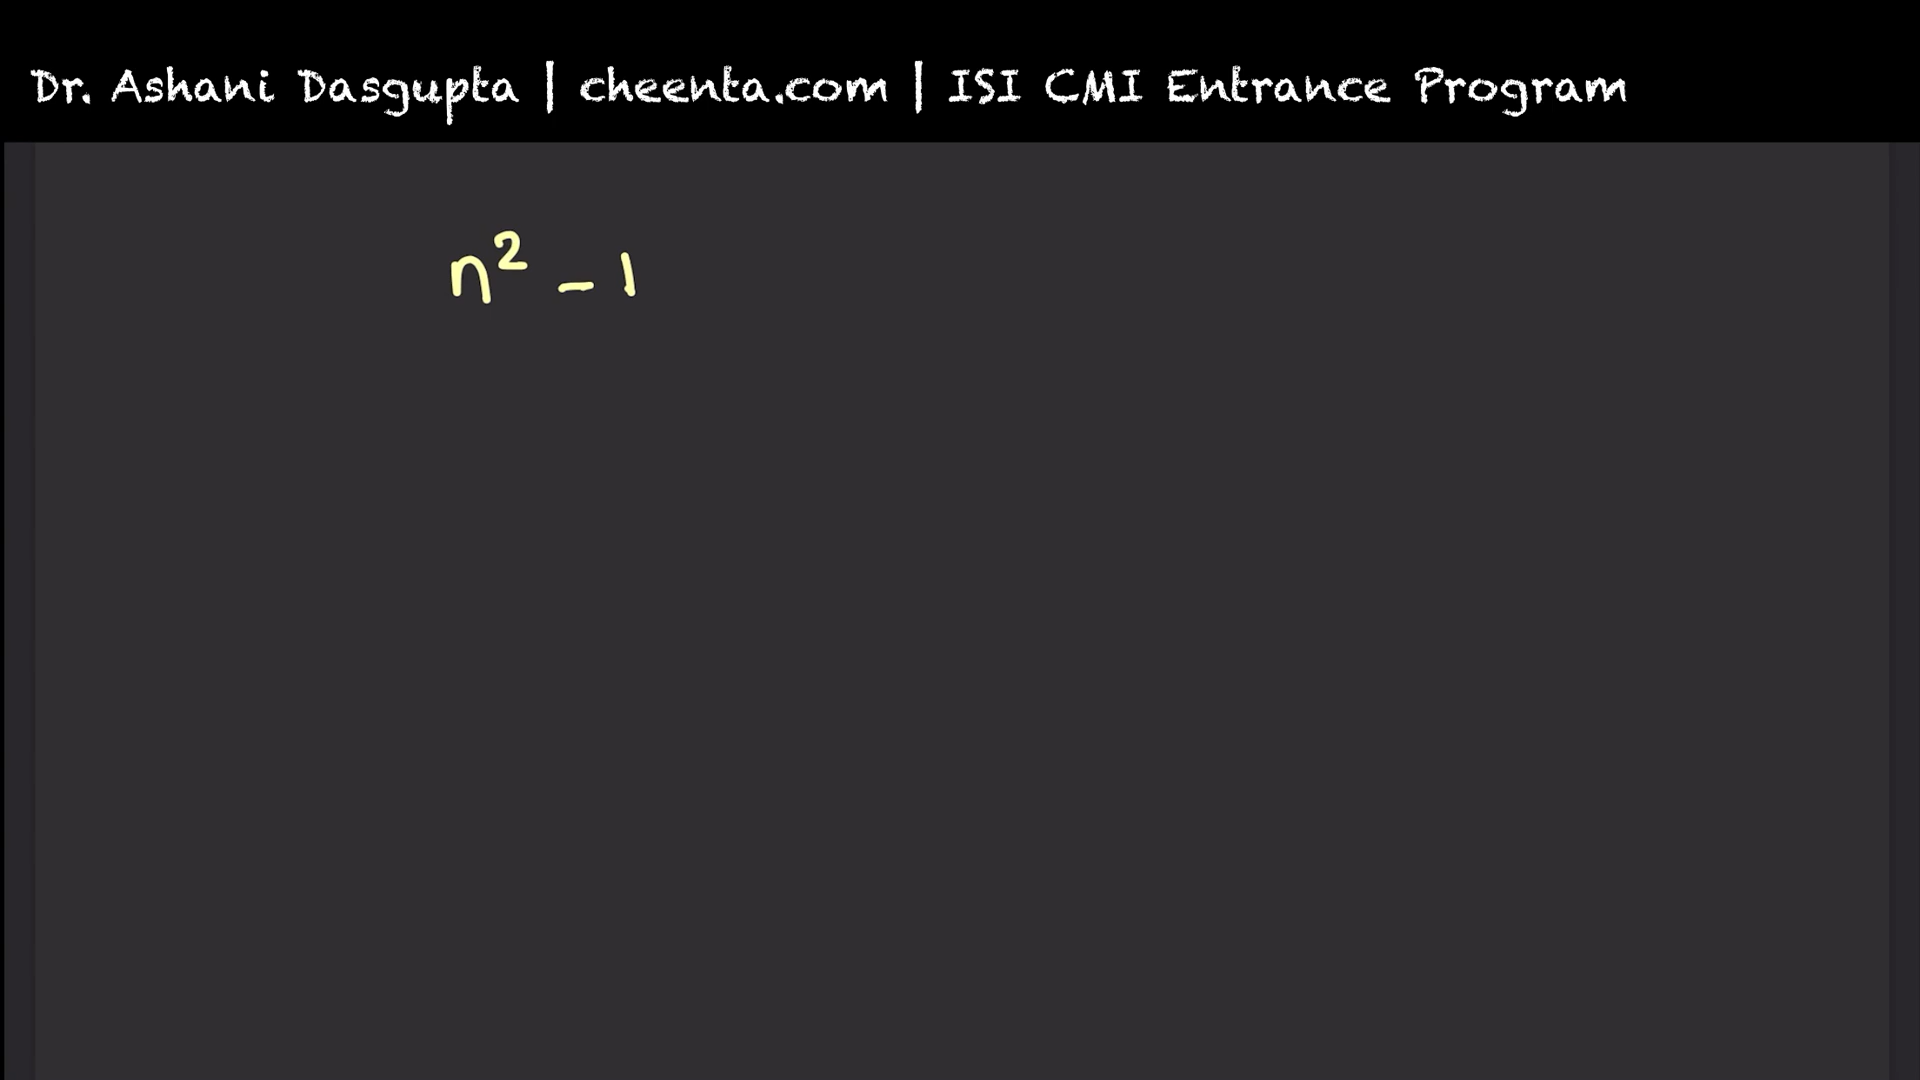 Dr. Ashani Dasgupta | cheenta.com | ISI CMI Entrance Program
n² - 1